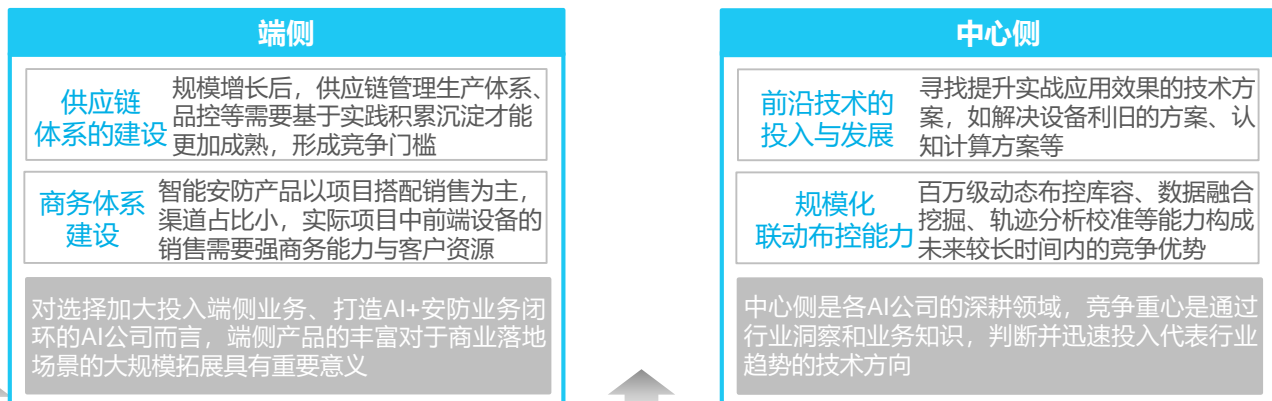 端侧
供应链
体系的建设
规模增长后，供应链管理生产体系、
品控等需要基于实践积累沉淀才能
更加成熟，形成竞争门槛
商务体系
建设
智能安防产品以项目搭配销售为主，
渠道占比小，实际项目中前端设备的
销售需要强商务能力与客户资源
对选择加大投入端侧业务、打造AI+安防业务闭
环的AI公司而言，端侧产品的丰富对于商业落地
场景的大规模拓展具有重要意义
中心侧
前沿技术的
投入与发展
寻找提升实战应用效果的技术方
案，如解决设备利旧的方案、认
知计算方案等
规模化
联动布控能力
百万级动态布控库容、数据融合
挖掘、轨迹分析校准等能力构成
未来较长时间内的竞争优势
中心侧是各AI公司的深耕领域，竞争重心是通过
行业洞察和业务知识，判断并迅速投入代表行业
趋势的技术方向